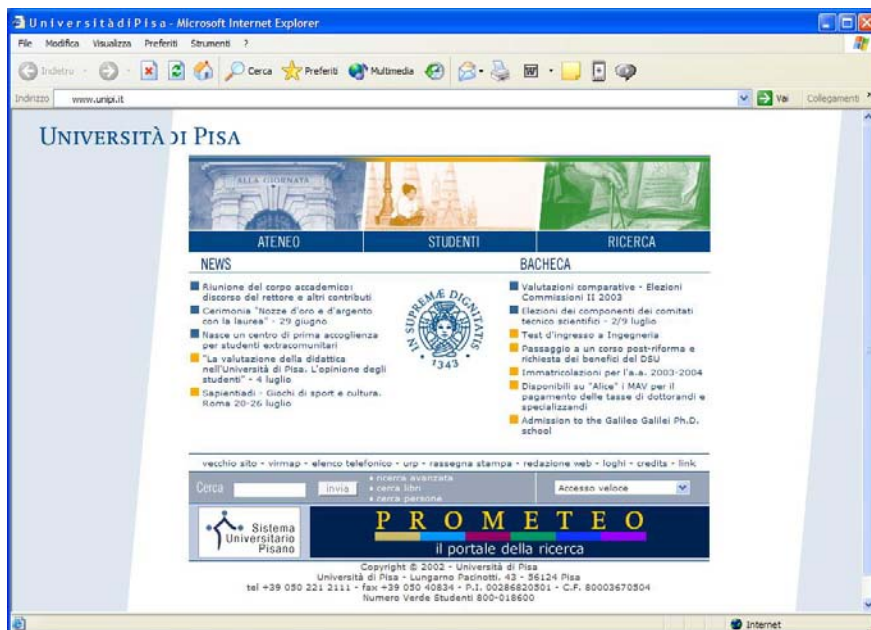 Università di Pisa - Microsoft Internet Explorer
File Modifica Visualizza Preferiti Strumenti ?
Indietro Cerca Preferiti Multimedia
Indirizzo www.unipi.it Vai Collegamenti
UNIVERSITÀ DI PISA
ALLA GIORNATA
ATENEO STUDENTI RICERCA
NEWS
Riunione del corpo accademico:
discorso del rettore e altri contributi
Cerimonia "Nozze d'oro e d'argento
con la laurea" - 29 giugno
Nasce un centro di prima accoglienza
per studenti extracomunitari
"La valutazione della didattica
nell'Università di Pisa. L'opinione degli
studenti" - 4 luglio
Sapientiadi - Giochi di sport e cultura.
Roma 20-26 luglio
IN SUPREMÆ DIGNITATIS
1343
BACHECA
Valutazioni comparative - Elezioni
Commissioni II 2003
Elezioni dei componenti dei comitati
tecnico scientifici - 2/9 luglio
Test d'ingresso a Ingegneria
Passaggio a un corso post-riforma e
richiesta dei benefici del DSU
Immatricolazioni per l'a.a. 2003-2004
Disponibili su "Alice" i MAV per il
pagamento delle tasse di dottorandi e
specializzandi
Admission to the Galileo Galilei Ph.D.
school
vecchio sito - virmap - elenco telefonico - urp - rassegna stampa - redazione web - loghi - credits - link
Cerca invia
ricerca avanzata
cerca libri
cerca persone
Accesso veloce
Sistema
Universitario
Pisano
PROMETEO
il portale della ricerca
Copyright © 2002 - Università di Pisa
Università di Pisa - Lungarno Pacinotti, 43 - 56124 Pisa
tel +39 050 221 2111 - fax +39 050 40834 - P.I. 00286820501 - C.F. 80003670504
Numero Verde Studenti 800-018600
Internet